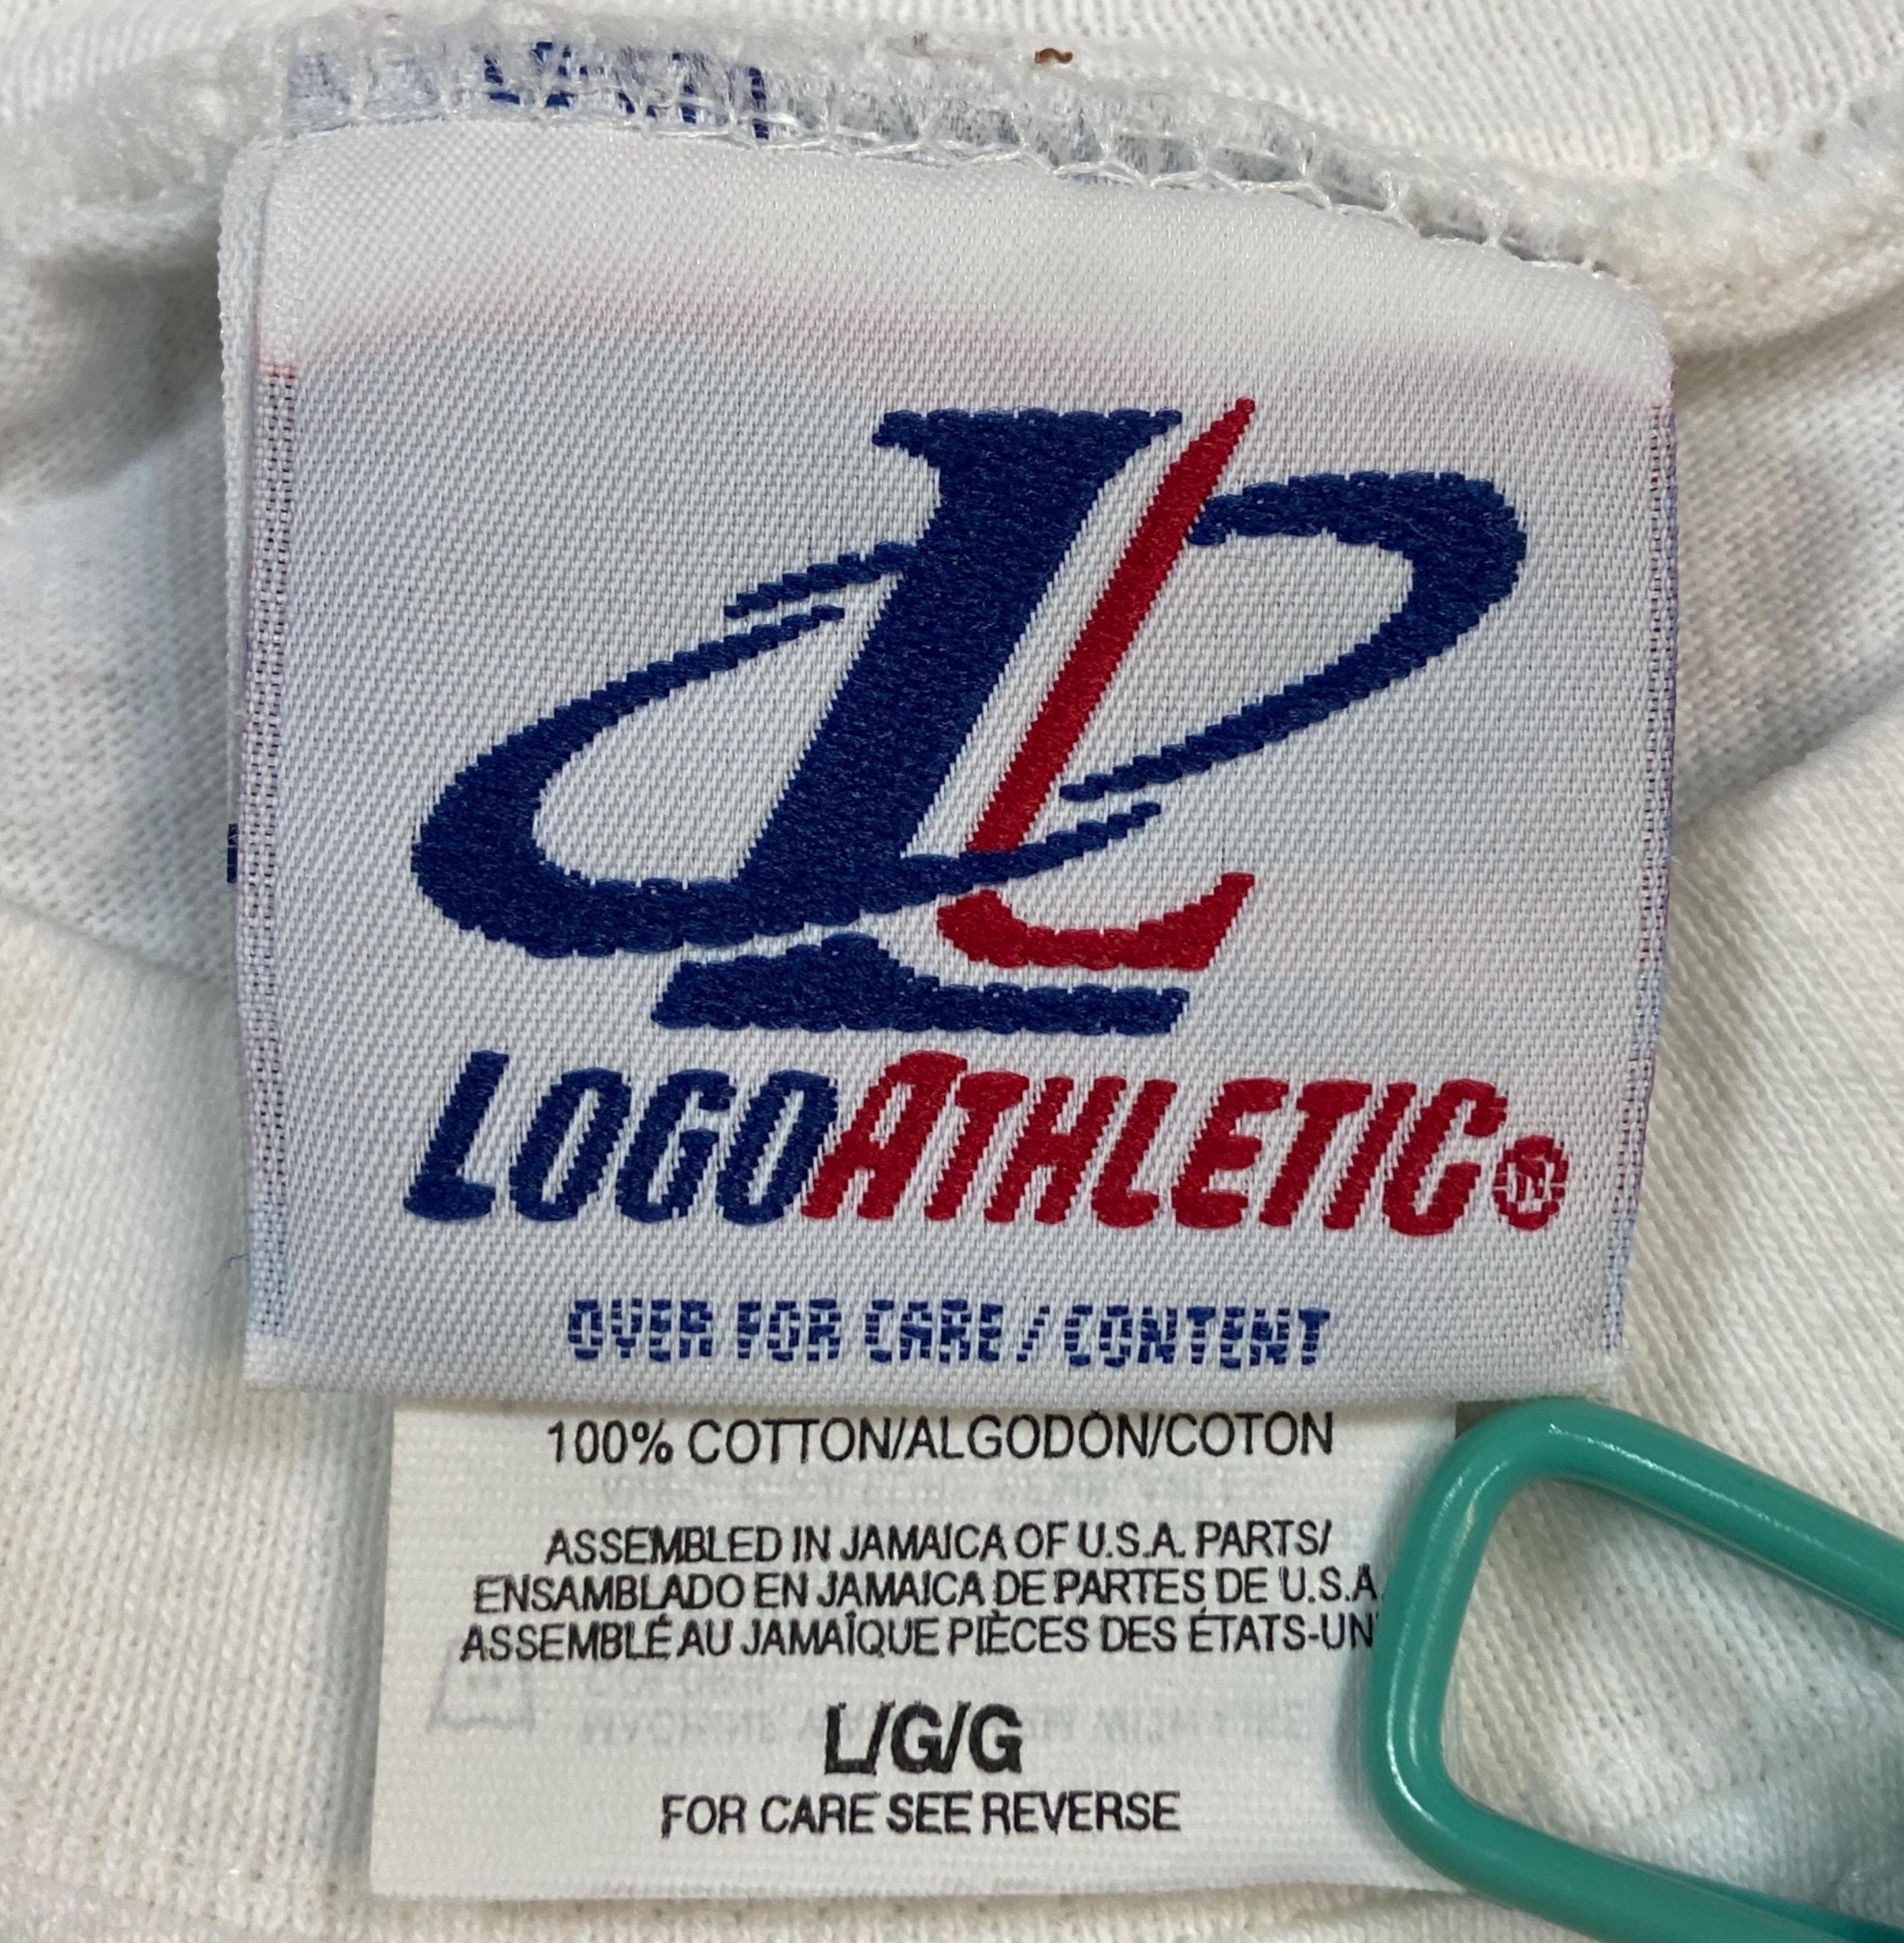 LOGOATHLETIC®
OVER FOR CARE/CONTENT
100% COTTON/ALGODÓN/COTON
ASSEMBLED IN JAMAICA OF U.S.A. PARTS/
ENSAMBLADO EN JAMAICA DE PARTES DE U.S.A
ASSEMBLÉ AU JAMAÏQUE PIÈCES DES ÉTATS-UN
L/G/G
FOR CARE SEE REVERSE